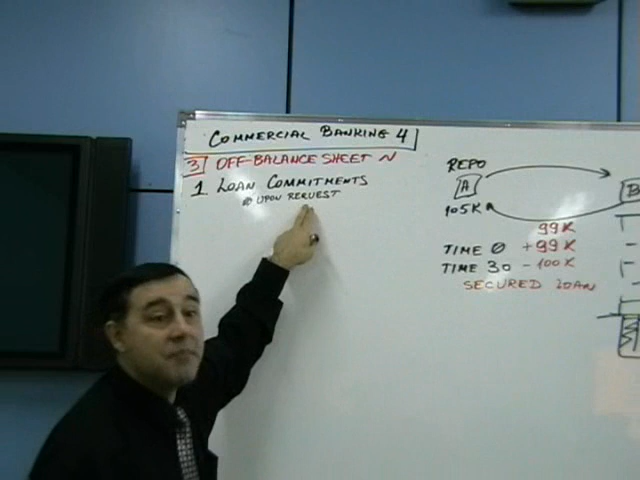 COMMERCIAL BANKING 4
3 OFF-BALANCE SHEET N
1 LOAN COMMITMENTS
UPON REQUEST
REPO
A
B
105K
99K
TIME 0 +99K
TIME 30 -100K
SECURED LOAN